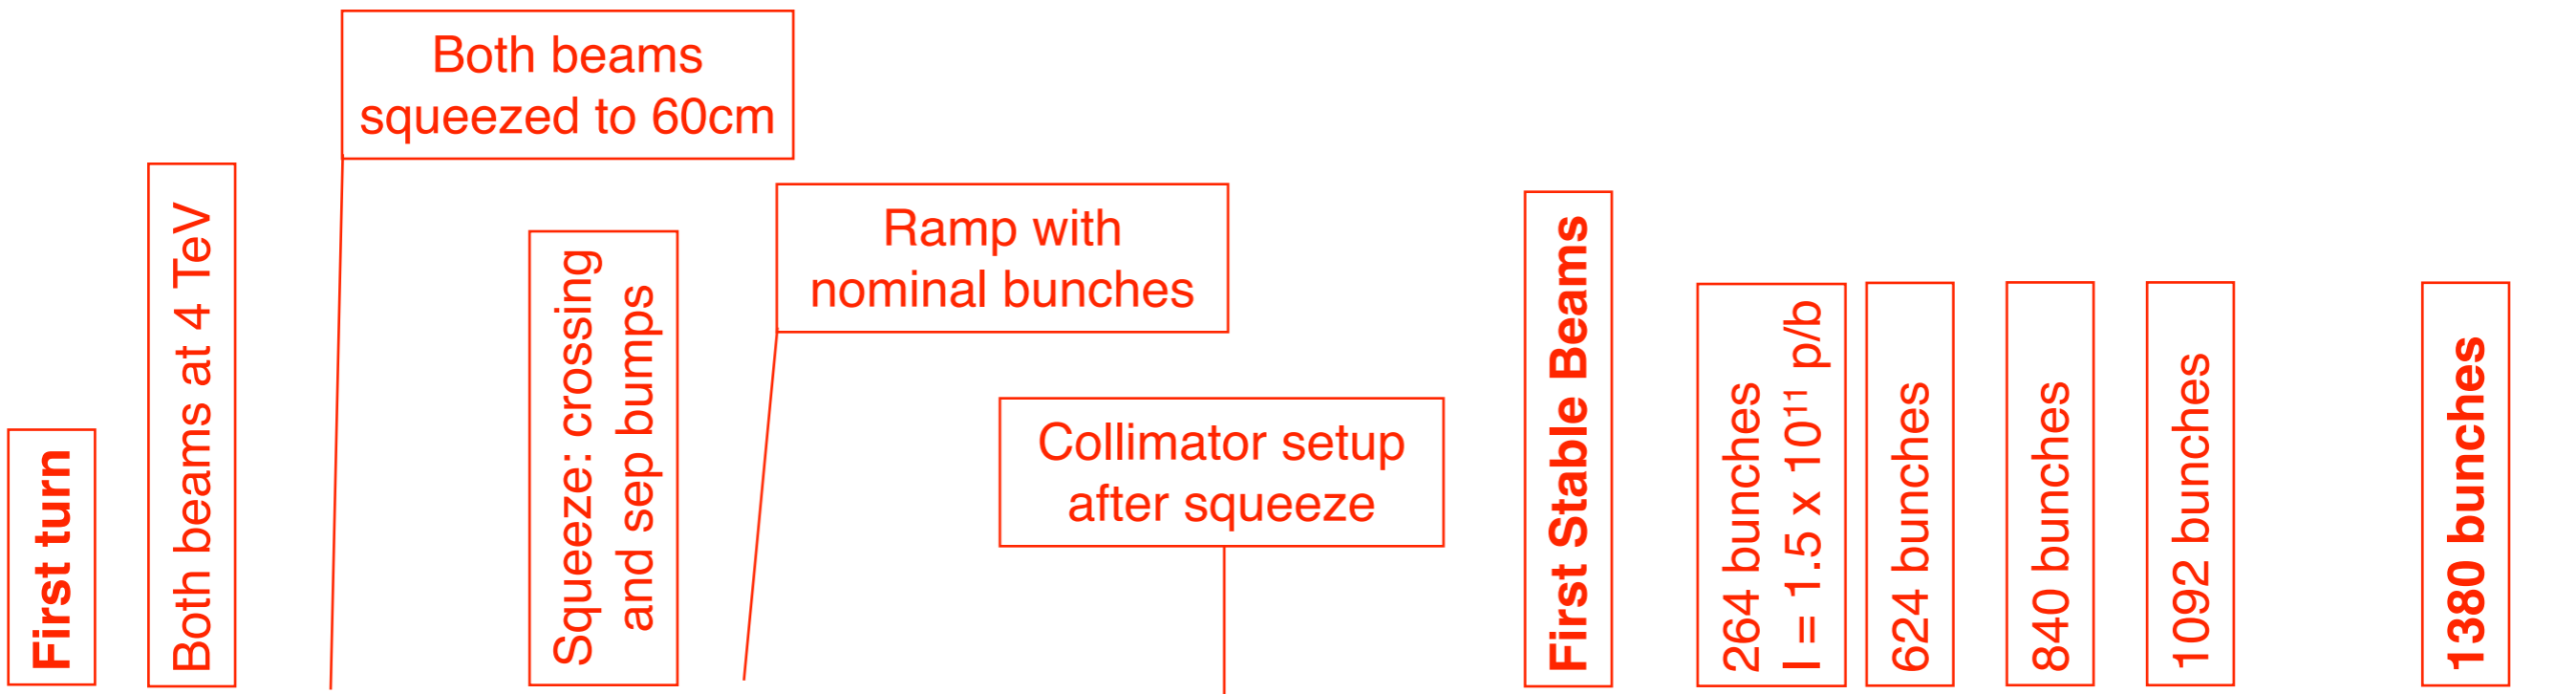 First turn
Both beams at 4 TeV
Both beams
squeezed to 60cm
Squeeze: crossing
and sep bumps
Ramp with
nominal bunches
Collimator setup
after squeeze
First Stable Beams
264 bunches
I = 1.5 x 10¹¹ p/b
624 bunches
840 bunches
1092 bunches
1380 bunches